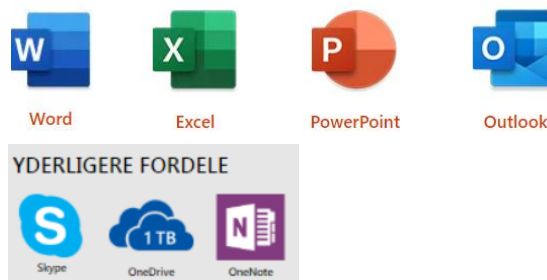 W X P O
Word Excel PowerPoint Outlook
YDERLIGERE FORDELE
S 1 TB N
Skype OneDrive OneNote